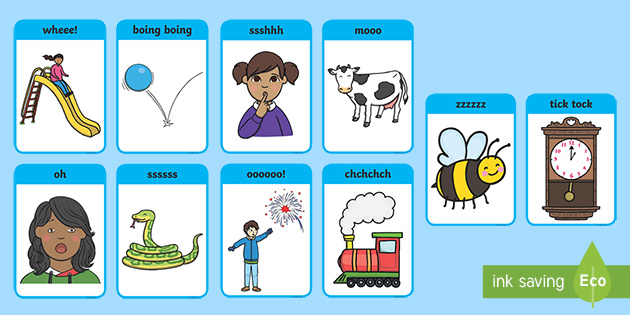 wheee!
boing boing
ssshhh
mooo
zzzzzz
tick tock
oh
ssssss
oooooo!
chchchch
ink saving
Eco